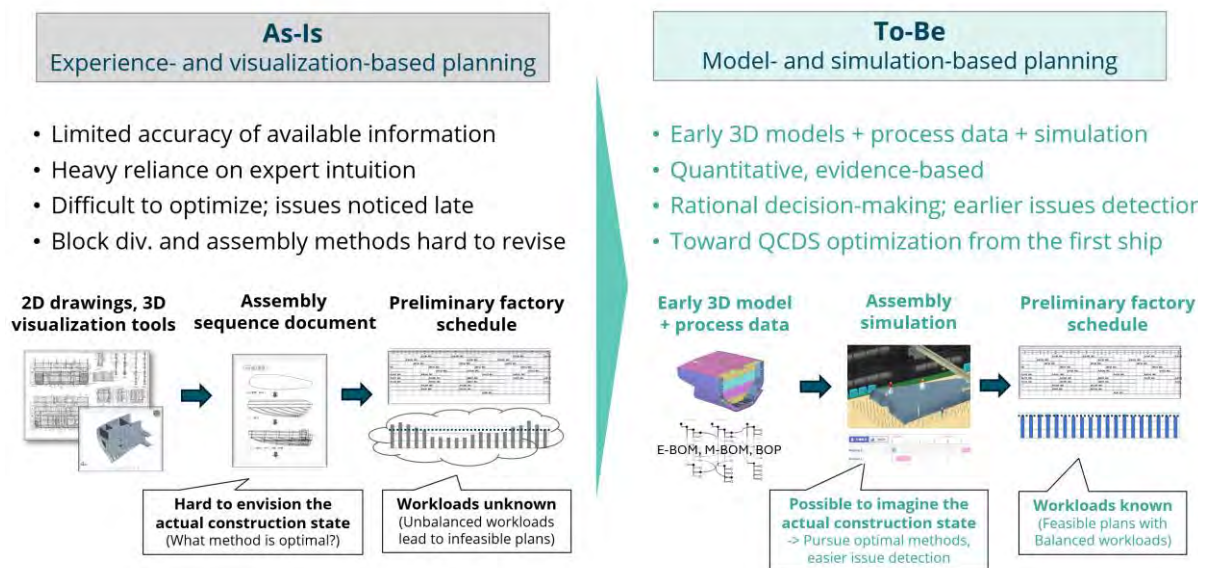 As-Is
Experience- and visualization-based planning
• Limited accuracy of available information
• Heavy reliance on expert intuition
• Difficult to optimize; issues noticed late
• Block div. and assembly methods hard to revise
2D drawings, 3D
visualization tools
Assembly
sequence document
Preliminary factory
schedule
Hard to envision the
actual construction state
(What method is optimal?)
Workloads unknown
(Unbalanced workloads
lead to infeasible plans)
To-Be
Model- and simulation-based planning
• Early 3D models + process data + simulation
• Quantitative, evidence-based
• Rational decision-making; earlier issues detection
• Toward QCDS optimization from the first ship
Early 3D model
+ process data
Assembly
simulation
Preliminary factory
schedule
E-BOM, M-BOM, BOP
Possible to imagine the
actual construction state
-> Pursue optimal methods,
easier issue detection
Workloads known
(Feasible plans with
Balanced workloads)